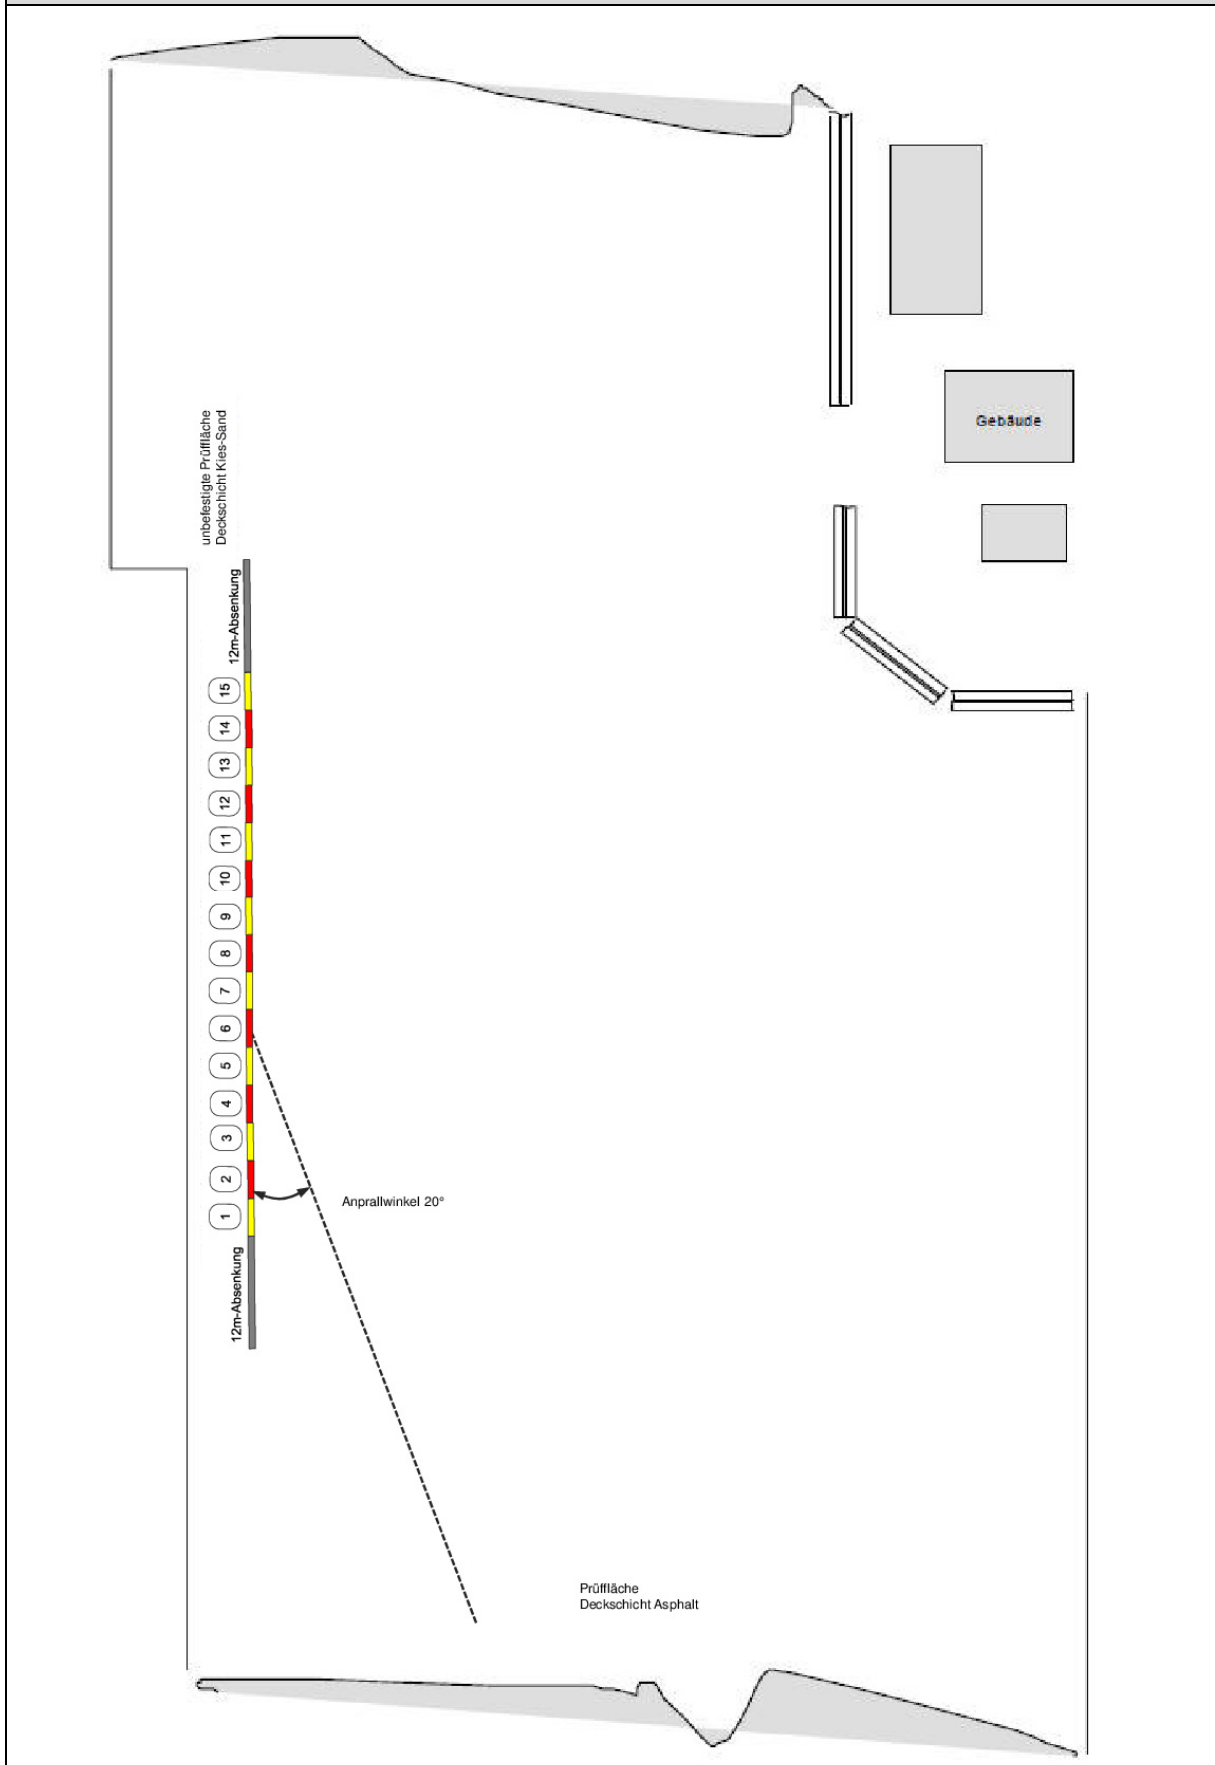 unbefestigte Prüffläche
Deckschicht Kies-Sand
Gebäude
12m-Absenkung
15
14
13
12
11
10
9
8
7
6
5
4
3
2
1
Anprallwinkel 20°
12m-Absenkung
Prüffläche
Deckschicht Asphalt